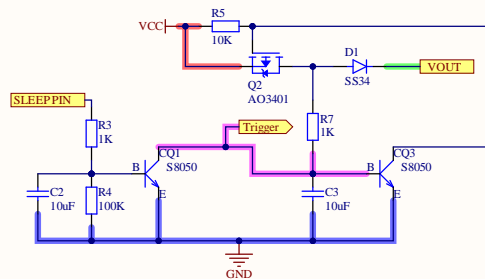 VCC
R5
10K
D1
SS34
VOUT
Q2
AO3401
SLEEPPIN
Trigger
R3
1K
R7
1K
CQ1
B
S8050
E
CQ3
B
S8050
E
C2
10uF
R4
100K
C3
10uF
GND